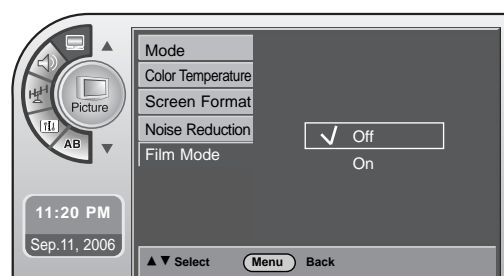 Picture
AB
11:20 PM
Sep.11, 2006
Mode
Color Temperature
Screen Format
Noise Reduction
Film Mode
Off
On
▲ ▼ Select Menu Back